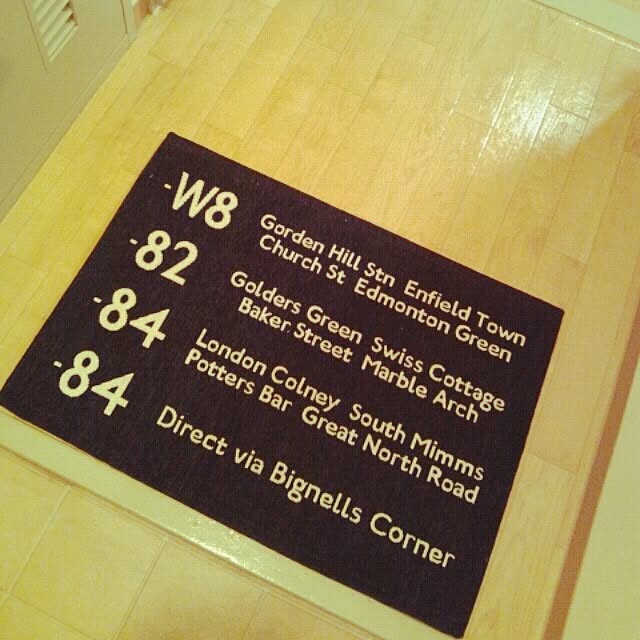 -W8 Gorden Hill Stn Enfield Town
Church St Edmonton Green
-82 Golders Green Swiss Cottage
Baker. Street Marble Arch
-84 London Colney South Mimms
Potters Bar Great North Road
-84 Direct via Bignells Corner